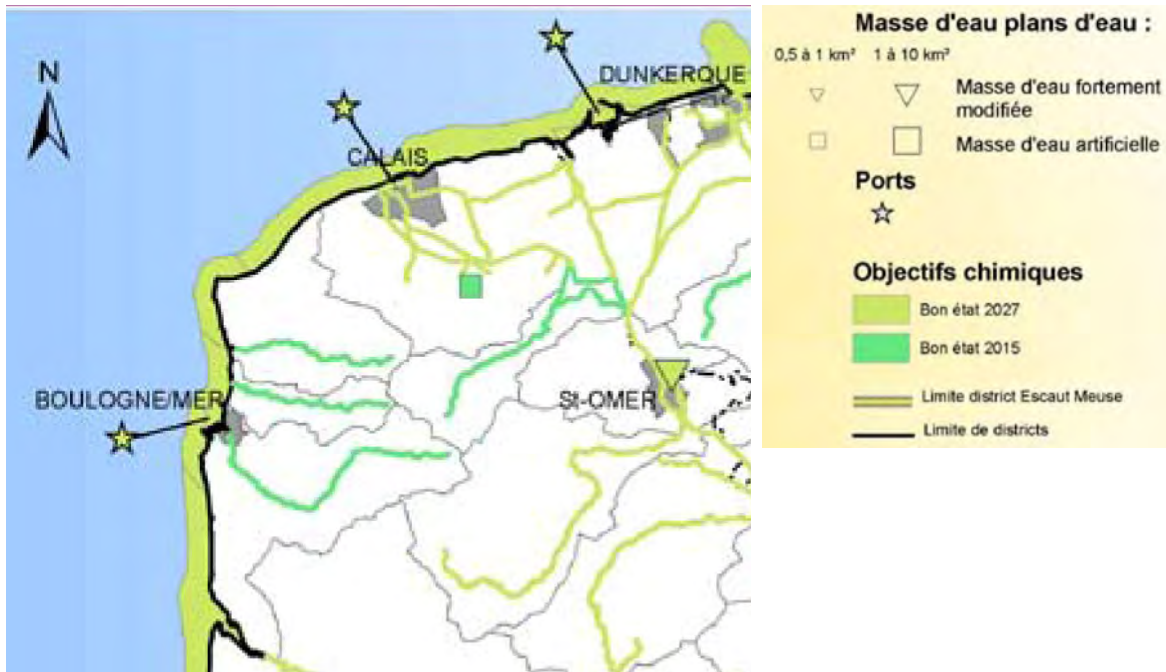 N
DUNKERQUE
CALAIS
BOULOGNE/MER
St-OMER
Masse d'eau plans d'eau :
0,5 à 1 km² 1 à 10 km²
Masse d'eau fortement
modifiée
Masse d'eau artificielle
Ports
Objectifs chimiques
Bon état 2027
Bon état 2015
Limite district Escaut Meuse
Limite de districts